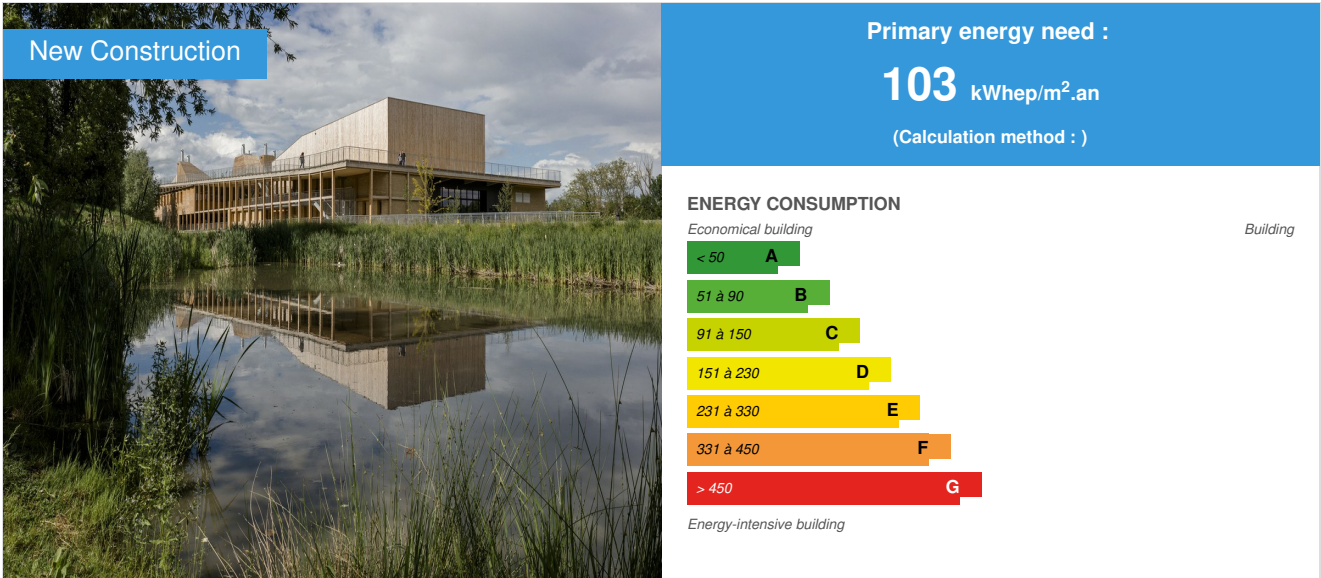 New Construction
Primary energy need :
103 kWhep/m².an
(Calculation method : )
ENERGY CONSUMPTION
Economical building Building
< 50 A
51 à 90 B
91 à 150 C
151 à 230 D
231 à 330 E
331 à 450 F
> 450 G
Energy-intensive building